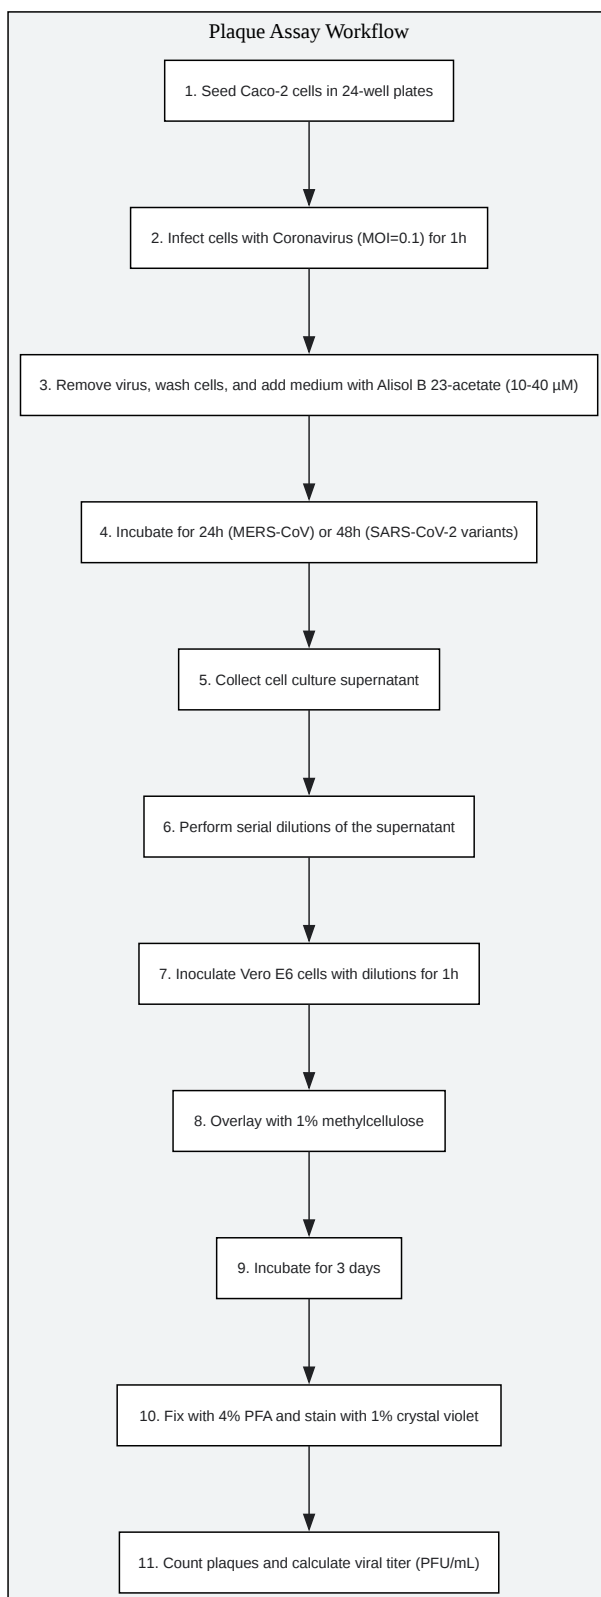 Plaque Assay Workflow
1. Seed Caco-2 cells in 24-well plates
2. Infect cells with Coronavirus (MOI=0.1) for 1h
3. Remove virus, wash cells, and add medium with Alisol B 23-acetate (10-40 µM)
4. Incubate for 24h (MERS-CoV) or 48h (SARS-CoV-2 variants)
5. Collect cell culture supernatant
6. Perform serial dilutions of the supernatant
7. Inoculate Vero E6 cells with dilutions for 1h
8. Overlay with 1% methylcellulose
9. Incubate for 3 days
10. Fix with 4% PFA and stain with 1% crystal violet
11. Count plaques and calculate viral titer (PFU/mL)